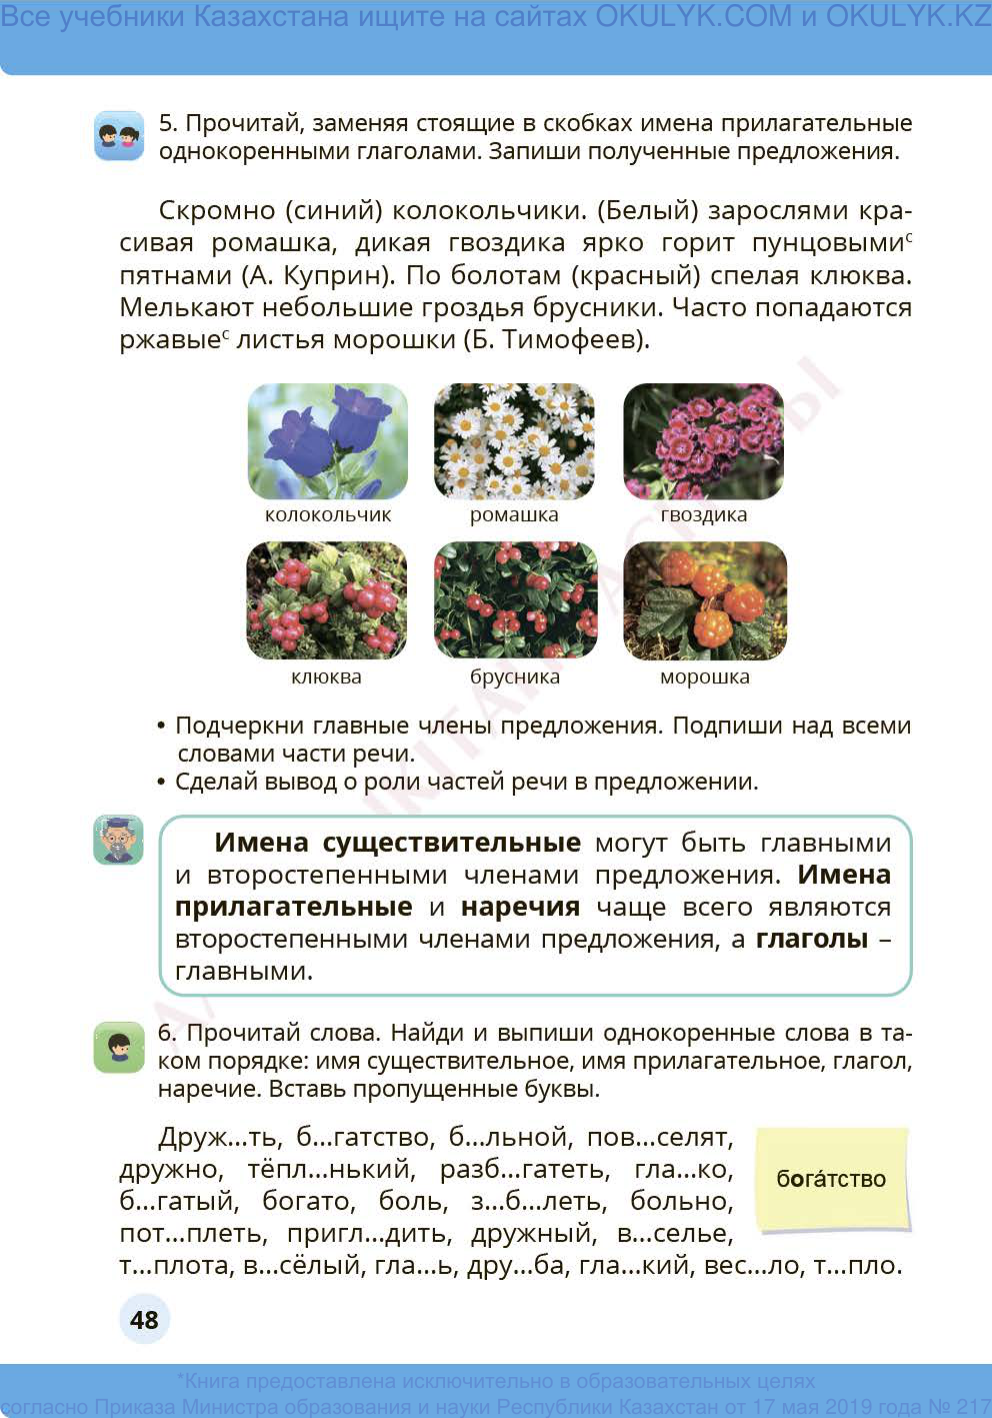 Все учебники Казахстана ищите на сайтах OKULYK.COM и OKULYK.KZ
5. Прочитай, заменяя стоящие в скобках имена прилагательные
однокоренными глаголами. Запиши полученные предложения.
Скромно (синий) колокольчики. (Белый) зарослями кра-
сивая ромашка, дикая гвоздика ярко горит пунцовымиᶜ
пятнами (А. Куприн). По болотам (красный) спелая клюква.
Мелькают небольшие гроздья брусники. Часто попадаются
ржавыеᶜ листья морошки (Б. Тимофеев).
колокольчик ромашка гвоздика
клюква брусника морошка
• Подчеркни главные члены предложения. Подпиши над всеми
словами части речи.
• Сделай вывод о роли частей речи в предложении.
Имена существительные могут быть главными
и второстепенными членами предложения. Имена
прилагательные и наречия чаще всего являются
второстепенными членами предложения, а глаголы –
главными.
6. Прочитай слова. Найди и выпиши однокоренные слова в та-
ком порядке: имя существительное, имя прилагательное, глагол,
наречие. Вставь пропущенные буквы.
Друж...ть, б...гатство, б...льной, пов...селят,
дружно, тёпл...нький, разб...гатеть, гла...ко,
б...гатый, богато, боль, з...б...леть, больно,
пот...плеть, пригл...дить, дружный, в...селье,
т...плота, в...сёлый, гла...ь, дру...ба, гла...кий, вес...ло, т...пло.
бога́тство
48
*Книга предоставлена исключительно в образовательных целях
согласно Приказа Министра образования и науки Республики Казахстан от 17 мая 2019 года № 217